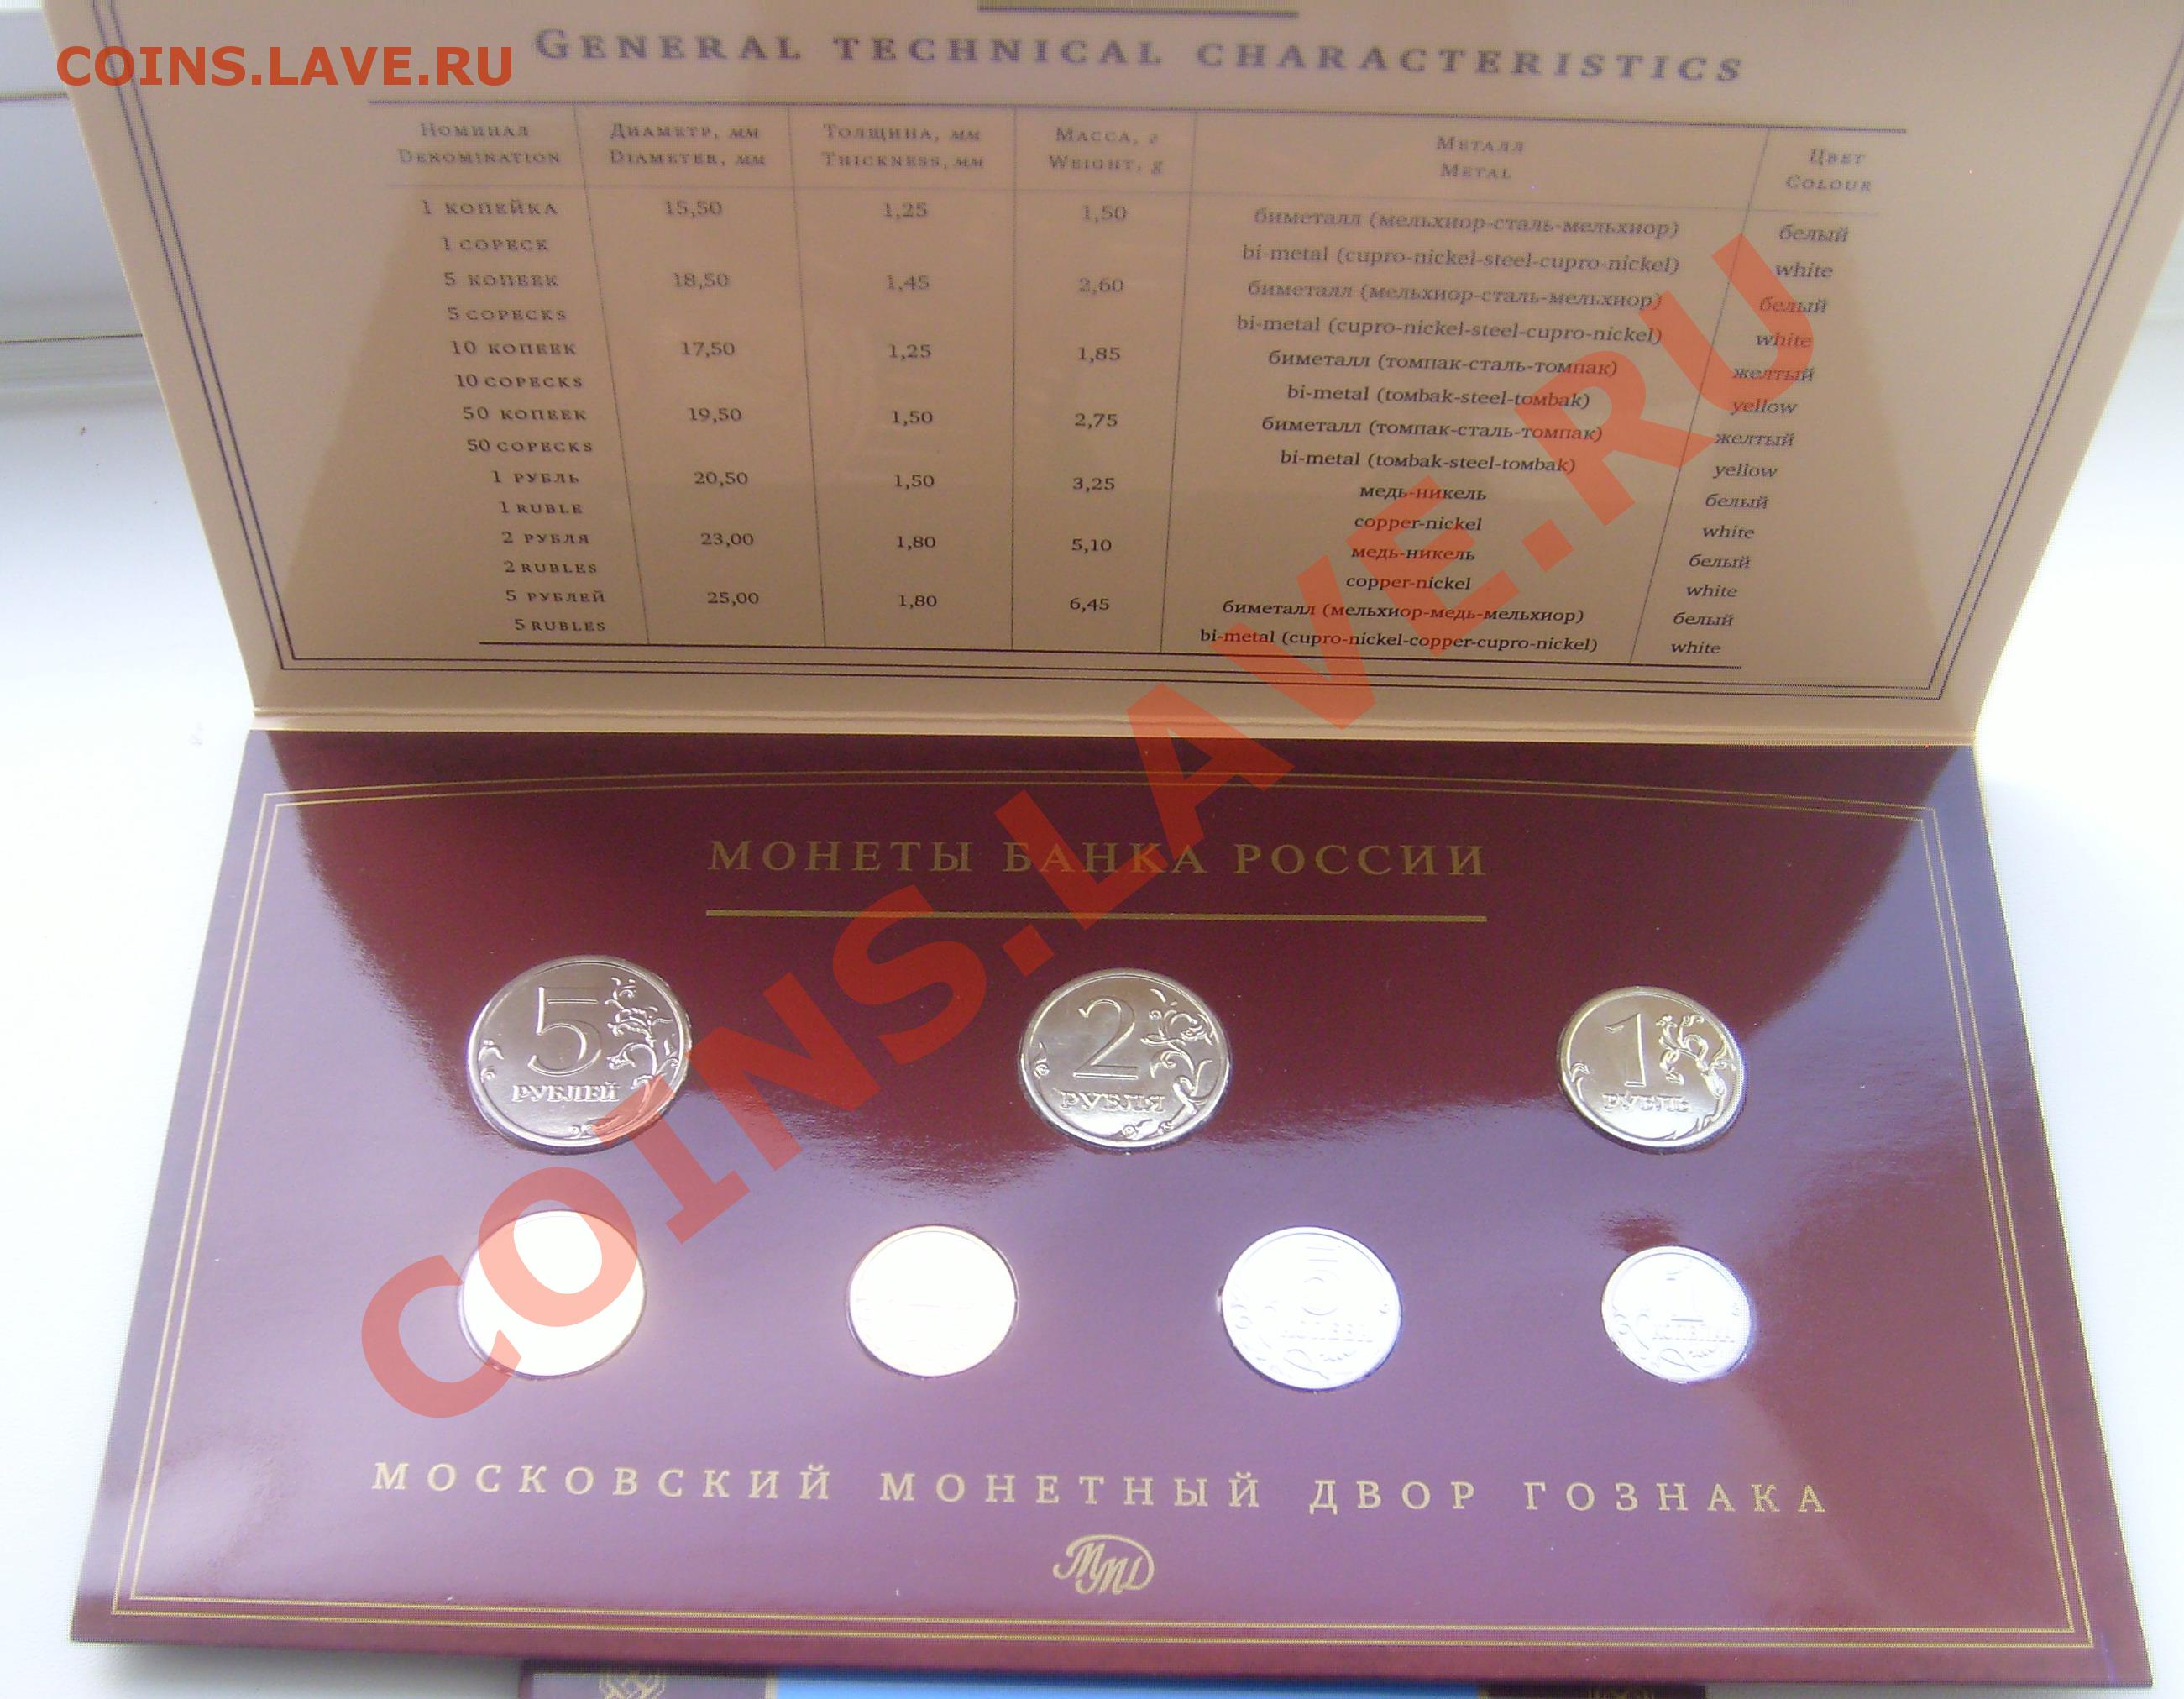 COINS.LAVE.RU
GENERAL TECHNICAL CHARACTERISTICS
НОМИНАЛ ДИАМЕТР, мм ТОЛЩИНА, мм МАССА, г МЕТАЛЛ ЦВЕТ
DENOMINATION DIAMETER, мм THICKNESS, мм WEIGHT, g METAL COLOUR
1 КОПЕЙКА 15,50 1,25 1,50 биметалл (мельхиор-сталь-мельхиор) белый
1 COPECK bi-metal (cupro-nickel-steel-cupro-nickel) white
5 КОПЕЕК 18,50 1,45 2,60 биметалл (мельхиор-сталь-мельхиор) белый
5 COPECKS bi-metal (cupro-nickel-steel-cupro-nickel) white
10 КОПЕЕК 17,50 1,25 1,85 биметалл (томпак-сталь-томпак) желтый
10 COPECKS bi-metal (tombak-steel-tombak) yellow
50 КОПЕЕК 19,50 1,50 2,75 биметалл (томпак-сталь-томпак) желтый
50 COPECKS bi-metal (tombak-steel-tombak) yellow
1 РУБЛЬ 20,50 1,50 3,25 медь-никель белый
1 RUBLE copper-nickel white
2 РУБЛЯ 23,00 1,80 5,10 медь-никель белый
2 RUBLES copper-nickel white
5 РУБЛЕЙ 25,00 1,80 6,45 биметалл (мельхиор-медь-мельхиор) белый
5 RUBLES bi-metal (cupro-nickel-copper-cupro-nickel) white
COINS.LAVE.RU
МОНЕТЫ БАНКА РОССИИ
5 2 1
РУБЛЕЙ РУБЛЯ РУБЛЬ
5 1
КОПЕЕК КОПЕЙКА
МОСКОВСКИЙ МОНЕТНЫЙ ДВОР ГОЗНАКА
ММД